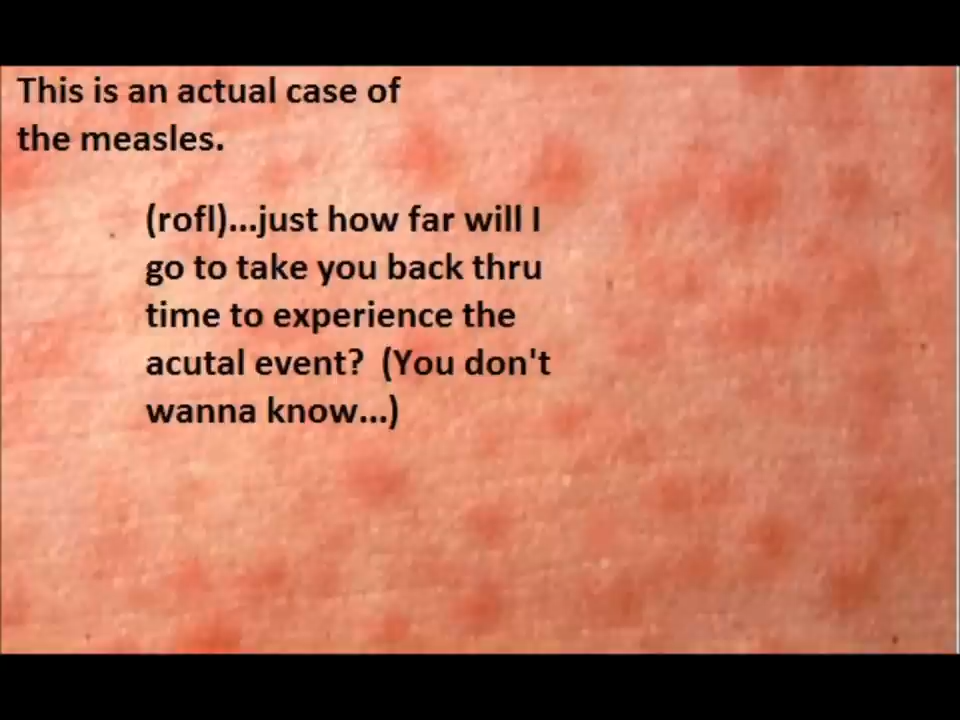 This is an actual case of
the measles.
(rofl)...just how far will I
go to take you back thru
time to experience the
acutal event?  (You don't
wanna know...)